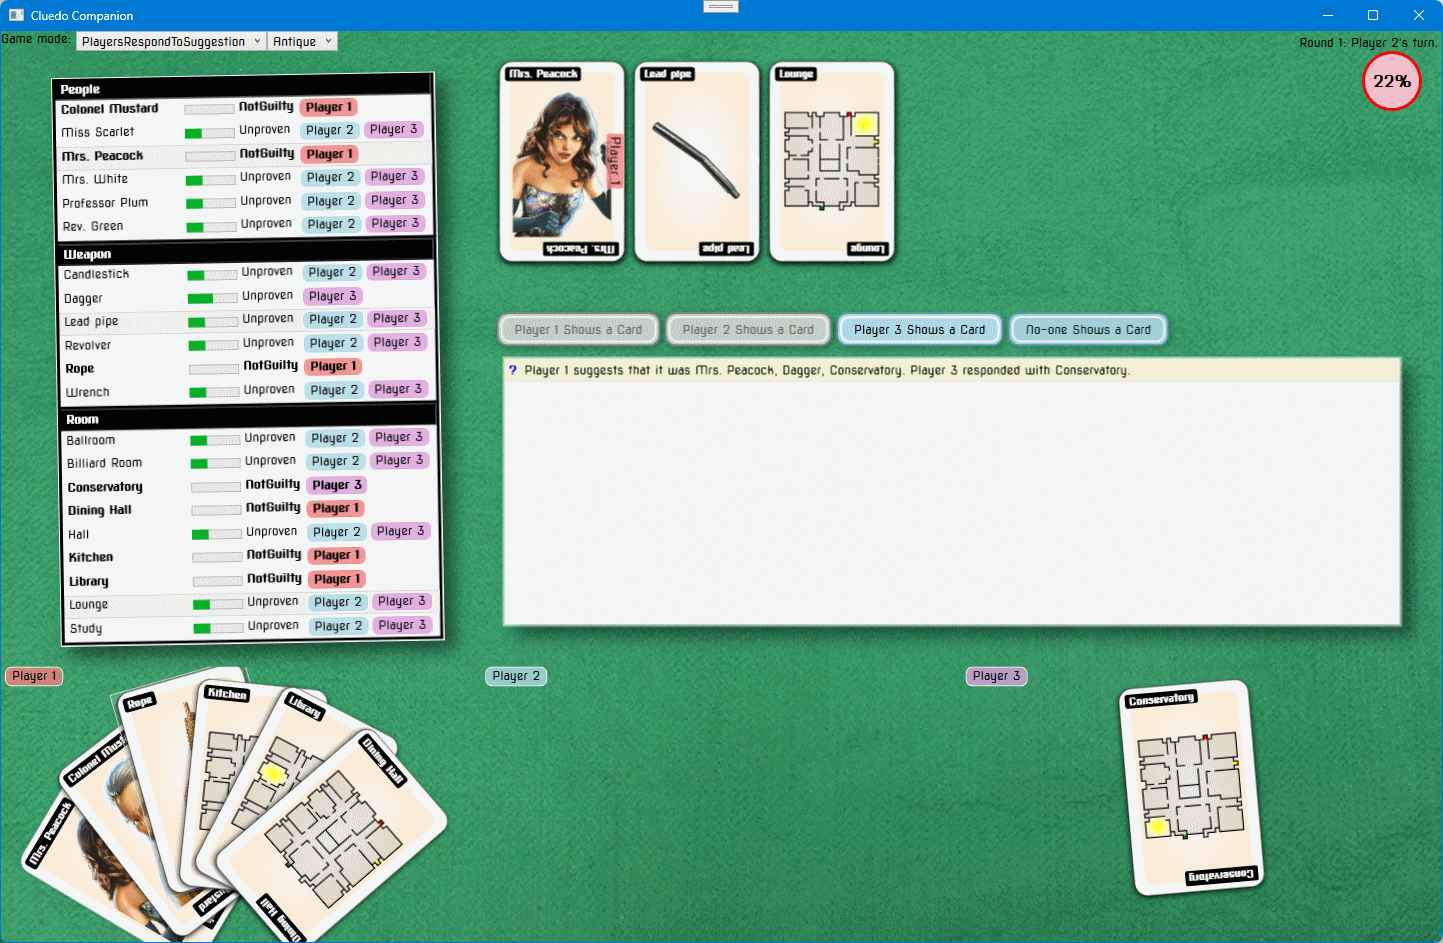 Cluedo Companion
Game mode: PlayersRespondToSuggestion Antique
Round 1: Player 2's turn.
22%
People
Colonel Mustard NotGuilty Player 1
Miss Scarlet Unproven Player 2 Player 3
Mrs. Peacock NotGuilty Player 1
Mrs. White Unproven Player 2 Player 3
Professor Plum Unproven Player 2 Player 3
Rev. Green Unproven Player 2 Player 3
Weapon
Candlestick Unproven Player 2 Player 3
Dagger Unproven Player 3
Lead pipe Unproven Player 2 Player 3
Revolver Unproven Player 2 Player 3
Rope NotGuilty Player 1
Wrench Unproven Player 2 Player 3
Room
Ballroom Unproven Player 2 Player 3
Billiard Room Unproven Player 2 Player 3
Conservatory NotGuilty Player 3
Dining Hall NotGuilty Player 1
Hall Unproven Player 2 Player 3
Kitchen NotGuilty Player 1
Library NotGuilty Player 1
Lounge Unproven Player 2 Player 3
Study Unproven Player 2 Player 3
Mrs. Peacock
Player 1
Mrs. Peacock
Lead pipe
Lead pipe
Lounge
Lounge
Player 1 Shows a Card
Player 2 Shows a Card
Player 3 Shows a Card
No-one Shows a Card
? Player 1 suggests that it was Mrs. Peacock, Dagger, Conservatory. Player 3 responded with Conservatory.
Player 1
Mrs. Peacock
Colonel Must
Rope
Kitchen
Library
Dining Hall
ustard
Dining Hall
Player 2
Player 3
Conservatory
Conservatory